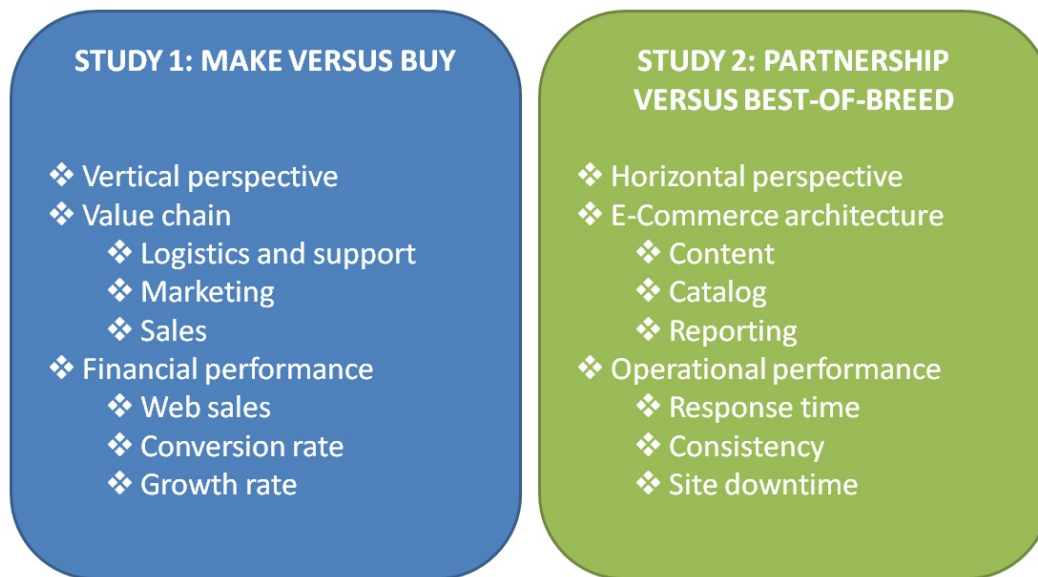 STUDY 1: MAKE VERSUS BUY
❖ Vertical perspective
❖ Value chain
❖ Logistics and support
❖ Marketing
❖ Sales
❖ Financial performance
❖ Web sales
❖ Conversion rate
❖ Growth rate
STUDY 2: PARTNERSHIP
VERSUS BEST-OF-BREED
❖ Horizontal perspective
❖ E-Commerce architecture
❖ Content
❖ Catalog
❖ Reporting
❖ Operational performance
❖ Response time
❖ Consistency
❖ Site downtime